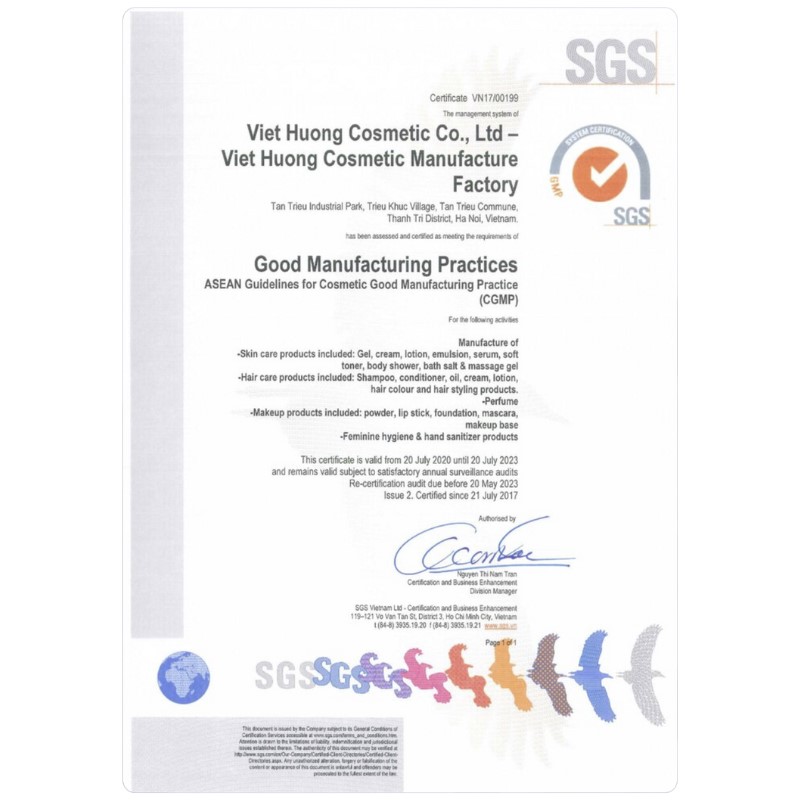 SGS
Certificate VN17/00199
The management system of
Viet Huong Cosmetic Co., Ltd –
Viet Huong Cosmetic Manufacture
Factory
Tan Trieu Industrial Park, Trieu Khuc Village, Tan Trieu Commune,
Thanh Tri District, Ha Noi, Vietnam.
has been assessed and certified as meeting the requirements of
SYSTEM CERTIFICATION
GMP
SGS
Good Manufacturing Practices
ASEAN Guidelines for Cosmetic Good Manufacturing Practice
(CGMP)
For the following activities
Manufacture of
-Skin care products included: Gel, cream, lotion, emulsion, serum, soft
toner, body shower, bath salt & massage gel
-Hair care products included: Shampoo, conditioner, oil, cream, lotion,
hair colour and hair styling products.
-Perfume
-Makeup products included: powder, lip stick, foundation, mascara,
makeup base
-Feminine hygiene & hand sanitizer products
This certificate is valid from 20 July 2020 until 20 July 2023
and remains valid subject to satisfactory annual surveillance audits
Re-certification audit due before 20 May 2023
Issue 2. Certified since 21 July 2017
Authorised by
Nguyen Thi Nam Tran
Certification and Business Enhancement
Division Manager
SGS Vietnam Ltd - Certification and Business Enhancement
119-121 Vo Van Tan St, District 3, Ho Chi Minh City, Vietnam
t (84-8) 3935.19.20 f (84-8) 3935.19.21 www.sgs.vn
Page 1 of 1
SGS SGS SGS
This document is issued by the Company subject to its General Conditions of
Certification Services accessible at www.sgs.com/terms_and_conditions.htm.
Attention is drawn to the limitations of liability, indemnification and jurisdictional
issues established therein. The authenticity of this document may be verified at
http://www.sgs.com/en/Our-Company/Certified-Client-Directories/Certified-Client-
Directories.aspx. Any unauthorized alteration, forgery or falsification of the
content or appearance of this document is unlawful and offenders may be
prosecuted to the fullest extent of the law.